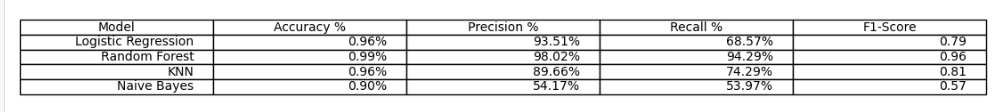 Model Accuracy % Precision % Recall % F1-Score
Logistic Regression 0.96% 93.51% 68.57% 0.79
Random Forest 0.99% 98.02% 94.29% 0.96
KNN 0.96% 89.66% 74.29% 0.81
Naive Bayes 0.90% 54.17% 53.97% 0.57